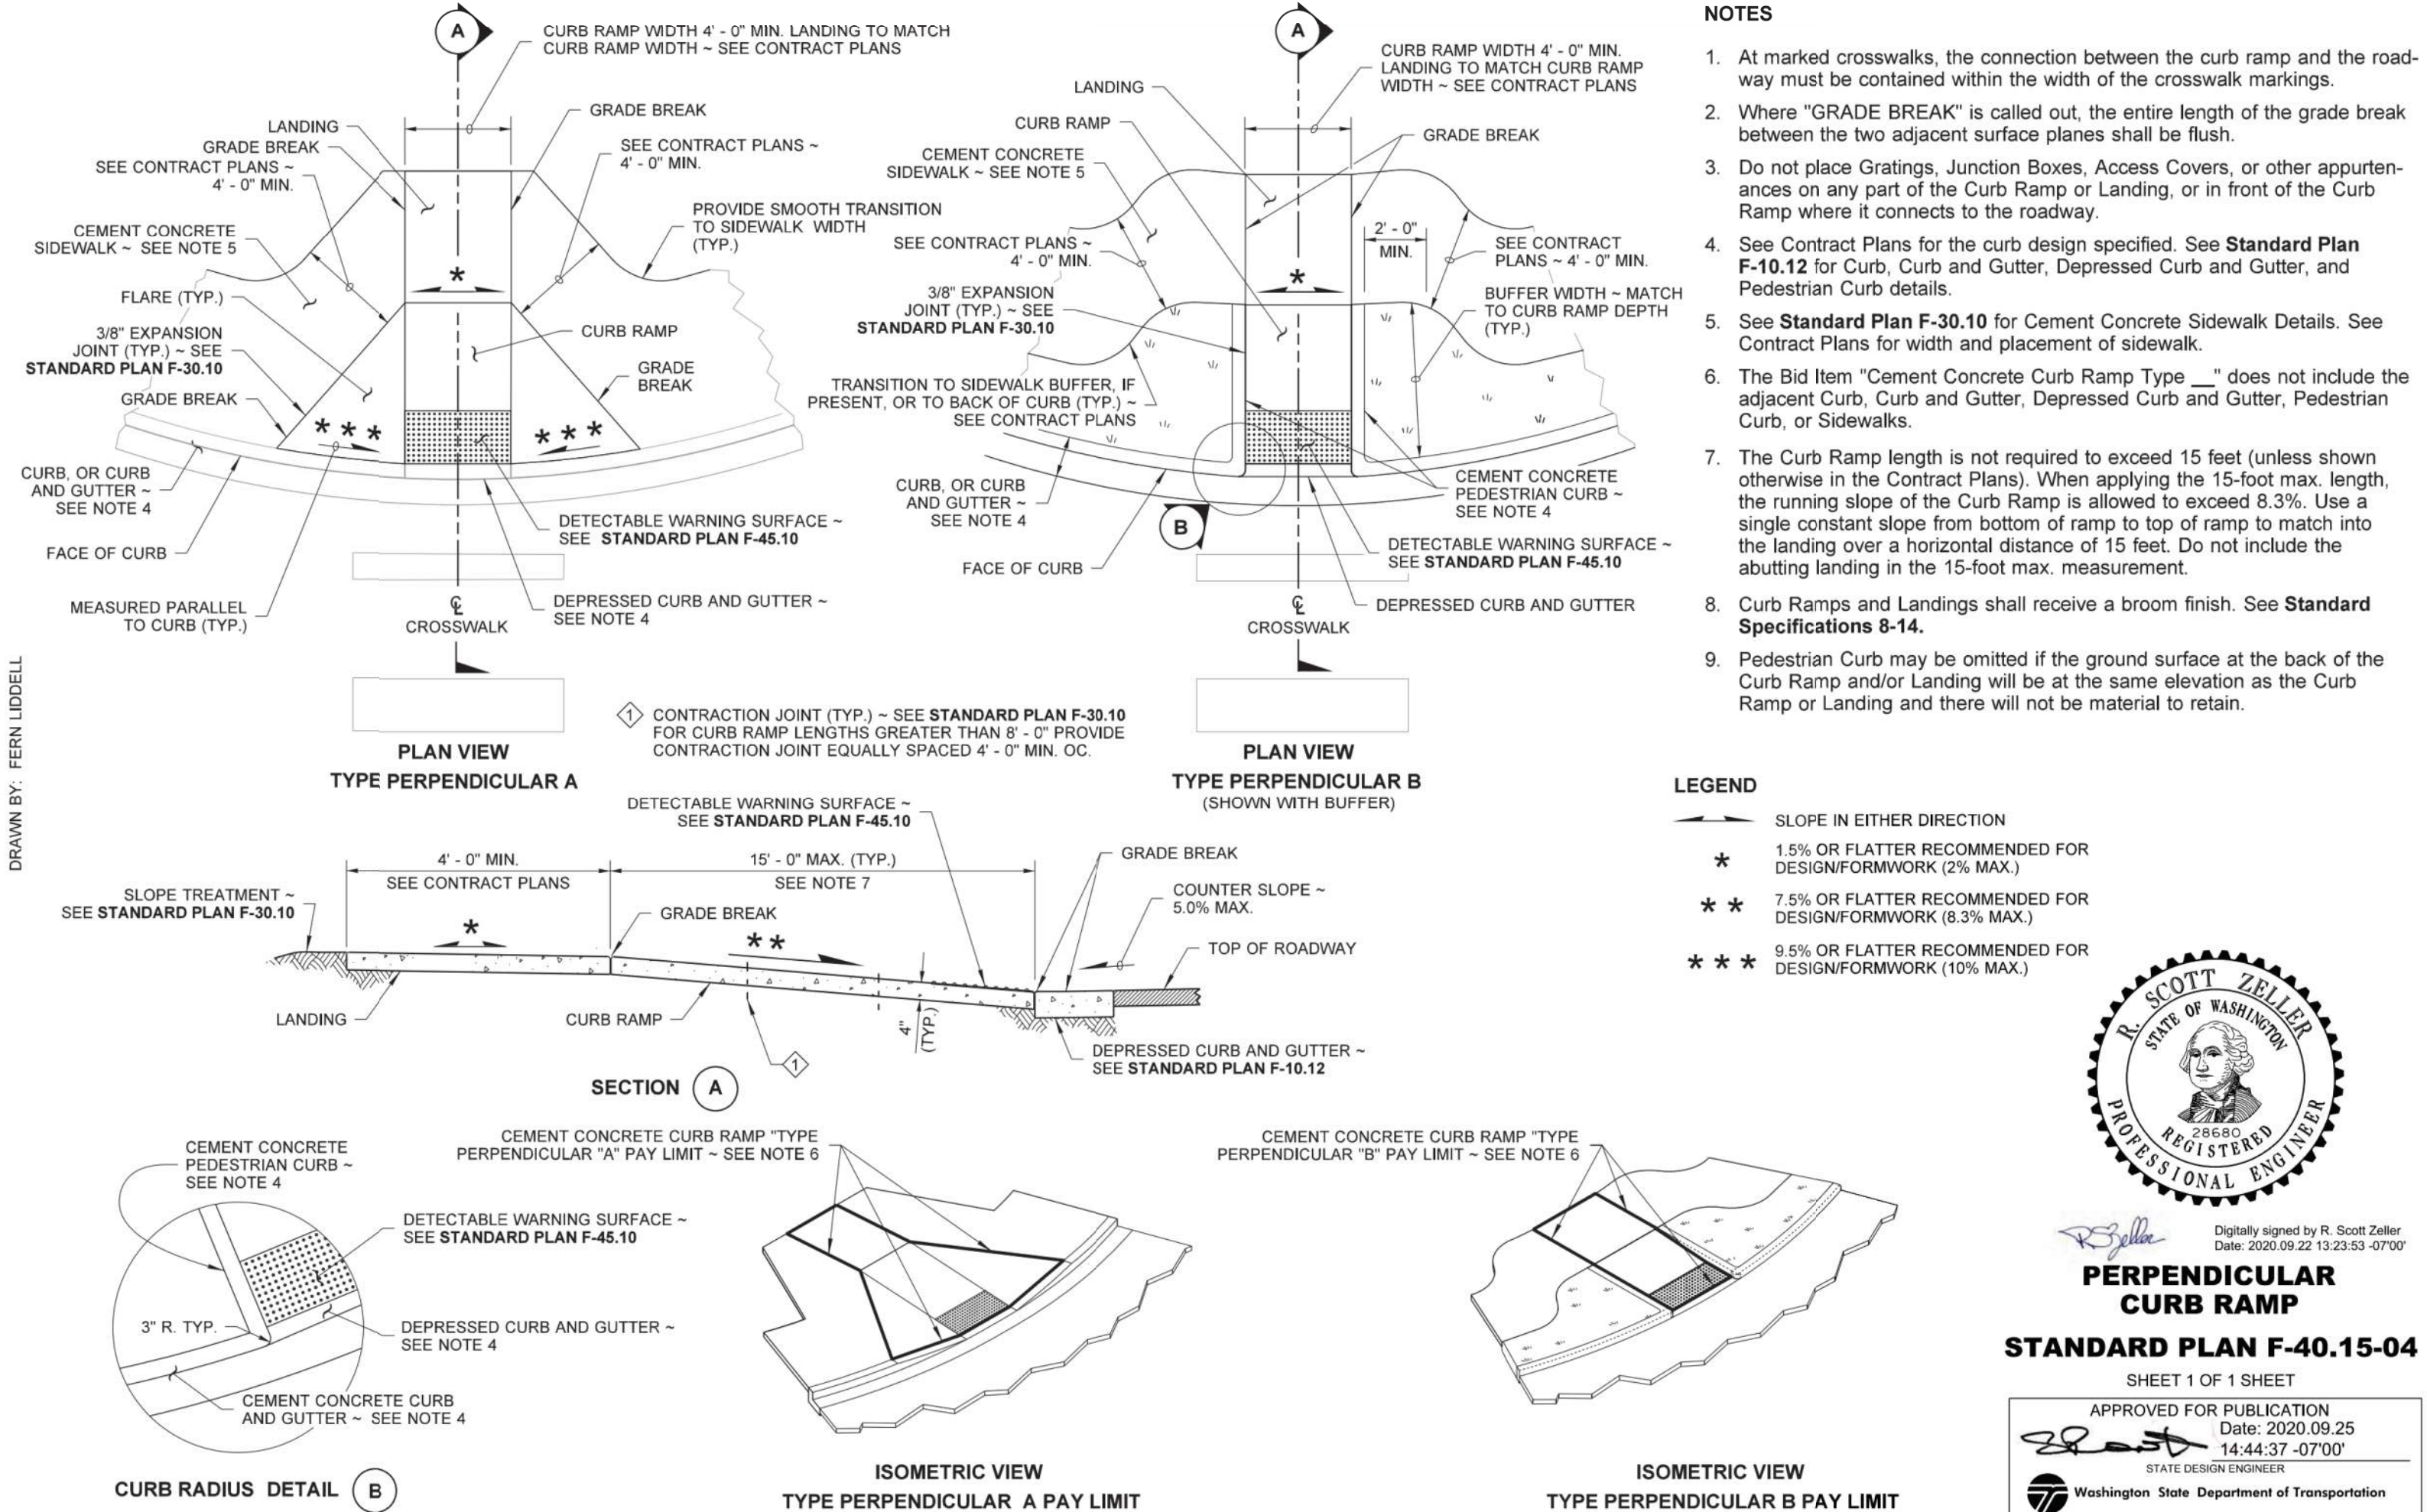 A
CURB RAMP WIDTH 4' - 0" MIN. LANDING TO MATCH
CURB RAMP WIDTH ~ SEE CONTRACT PLANS
LANDING
GRADE BREAK
SEE CONTRACT PLANS ~
4' - 0" MIN.
GRADE BREAK
SEE CONTRACT PLANS ~
4' - 0" MIN.
CEMENT CONCRETE
SIDEWALK ~ SEE NOTE 5
PROVIDE SMOOTH TRANSITION
TO SIDEWALK WIDTH
(TYP.)
*
FLARE (TYP.)
3/8" EXPANSION
JOINT (TYP.) ~ SEE
STANDARD PLAN F-30.10
CURB RAMP
GRADE
BREAK
GRADE BREAK
* * *
* * *
CURB, OR CURB
AND GUTTER ~
SEE NOTE 4
DETECTABLE WARNING SURFACE ~
SEE STANDARD PLAN F-45.10
FACE OF CURB
MEASURED PARALLEL
TO CURB (TYP.)
DEPRESSED CURB AND GUTTER ~
SEE NOTE 4
℄
CROSSWALK
PLAN VIEW
TYPE PERPENDICULAR A
1 CONTRACTION JOINT (TYP.) ~ SEE STANDARD PLAN F-30.10
FOR CURB RAMP LENGTHS GREATER THAN 8' - 0" PROVIDE
CONTRACTION JOINT EQUALLY SPACED 4' - 0" MIN. OC.
A
CURB RAMP WIDTH 4' - 0" MIN.
LANDING TO MATCH CURB RAMP
WIDTH ~ SEE CONTRACT PLANS
LANDING
CURB RAMP
GRADE BREAK
CEMENT CONCRETE
SIDEWALK ~ SEE NOTE 5
SEE CONTRACT PLANS ~
4' - 0" MIN.
2' - 0"
MIN.
SEE CONTRACT
PLANS ~ 4' - 0" MIN.
*
3/8" EXPANSION
JOINT (TYP.) ~ SEE
STANDARD PLAN F-30.10
BUFFER WIDTH ~ MATCH
TO CURB RAMP DEPTH
(TYP.)
TRANSITION TO SIDEWALK BUFFER, IF
PRESENT, OR TO BACK OF CURB (TYP.) ~
SEE CONTRACT PLANS
CURB, OR CURB
AND GUTTER ~
SEE NOTE 4
CEMENT CONCRETE
PEDESTRIAN CURB ~
SEE NOTE 4
B
DETECTABLE WARNING SURFACE ~
SEE STANDARD PLAN F-45.10
FACE OF CURB
DEPRESSED CURB AND GUTTER
℄
CROSSWALK
PLAN VIEW
TYPE PERPENDICULAR B
(SHOWN WITH BUFFER)
NOTES
1. At marked crosswalks, the connection between the curb ramp and the road-
way must be contained within the width of the crosswalk markings.
2. Where "GRADE BREAK" is called out, the entire length of the grade break
between the two adjacent surface planes shall be flush.
3. Do not place Gratings, Junction Boxes, Access Covers, or other appurten-
ances on any part of the Curb Ramp or Landing, or in front of the Curb
Ramp where it connects to the roadway.
4. See Contract Plans for the curb design specified. See Standard Plan
F-10.12 for Curb, Curb and Gutter, Depressed Curb and Gutter, and
Pedestrian Curb details.
5. See Standard Plan F-30.10 for Cement Concrete Sidewalk Details. See
Contract Plans for width and placement of sidewalk.
6. The Bid Item "Cement Concrete Curb Ramp Type __" does not include the
adjacent Curb, Curb and Gutter, Depressed Curb and Gutter, Pedestrian
Curb, or Sidewalks.
7. The Curb Ramp length is not required to exceed 15 feet (unless shown
otherwise in the Contract Plans). When applying the 15-foot max. length,
the running slope of the Curb Ramp is allowed to exceed 8.3%. Use a
single constant slope from bottom of ramp to top of ramp to match into
the landing over a horizontal distance of 15 feet. Do not include the
abutting landing in the 15-foot max. measurement.
8. Curb Ramps and Landings shall receive a broom finish. See Standard
Specifications 8-14.
9. Pedestrian Curb may be omitted if the ground surface at the back of the
Curb Ramp and/or Landing will be at the same elevation as the Curb
Ramp or Landing and there will not be material to retain.
LEGEND
SLOPE IN EITHER DIRECTION
* 1.5% OR FLATTER RECOMMENDED FOR
DESIGN/FORMWORK (2% MAX.)
* * 7.5% OR FLATTER RECOMMENDED FOR
DESIGN/FORMWORK (8.3% MAX.)
* * * 9.5% OR FLATTER RECOMMENDED FOR
DESIGN/FORMWORK (10% MAX.)
DRAWN BY: FERN LIDDELL
DETECTABLE WARNING SURFACE ~
SEE STANDARD PLAN F-45.10
4' - 0" MIN.
SEE CONTRACT PLANS
15' - 0" MAX. (TYP.)
SEE NOTE 7
GRADE BREAK
SLOPE TREATMENT ~
SEE STANDARD PLAN F-30.10
GRADE BREAK
COUNTER SLOPE ~
5.0% MAX.
*
* *
TOP OF ROADWAY
LANDING
CURB RAMP
4"
(TYP.)
1
DEPRESSED CURB AND GUTTER ~
SEE STANDARD PLAN F-10.12
SECTION A
CEMENT CONCRETE
PEDESTRIAN CURB ~
SEE NOTE 4
DETECTABLE WARNING SURFACE ~
SEE STANDARD PLAN F-45.10
3" R. TYP.
DEPRESSED CURB AND GUTTER ~
SEE NOTE 4
CEMENT CONCRETE CURB
AND GUTTER ~ SEE NOTE 4
CURB RADIUS DETAIL B
CEMENT CONCRETE CURB RAMP "TYPE
PERPENDICULAR "A" PAY LIMIT ~ SEE NOTE 6
ISOMETRIC VIEW
TYPE PERPENDICULAR A PAY LIMIT
CEMENT CONCRETE CURB RAMP "TYPE
PERPENDICULAR "B" PAY LIMIT ~ SEE NOTE 6
ISOMETRIC VIEW
TYPE PERPENDICULAR B PAY LIMIT
R. SCOTT ZELLER
STATE OF WASHINGTON
28680
REGISTERED
PROFESSIONAL ENGINEER
Digitally signed by R. Scott Zeller
Date: 2020.09.22 13:23:53 -07'00'
PERPENDICULAR
CURB RAMP
STANDARD PLAN F-40.15-04
SHEET 1 OF 1 SHEET
APPROVED FOR PUBLICATION
Date: 2020.09.25
14:44:37 -07'00'
STATE DESIGN ENGINEER
Washington State Department of Transportation